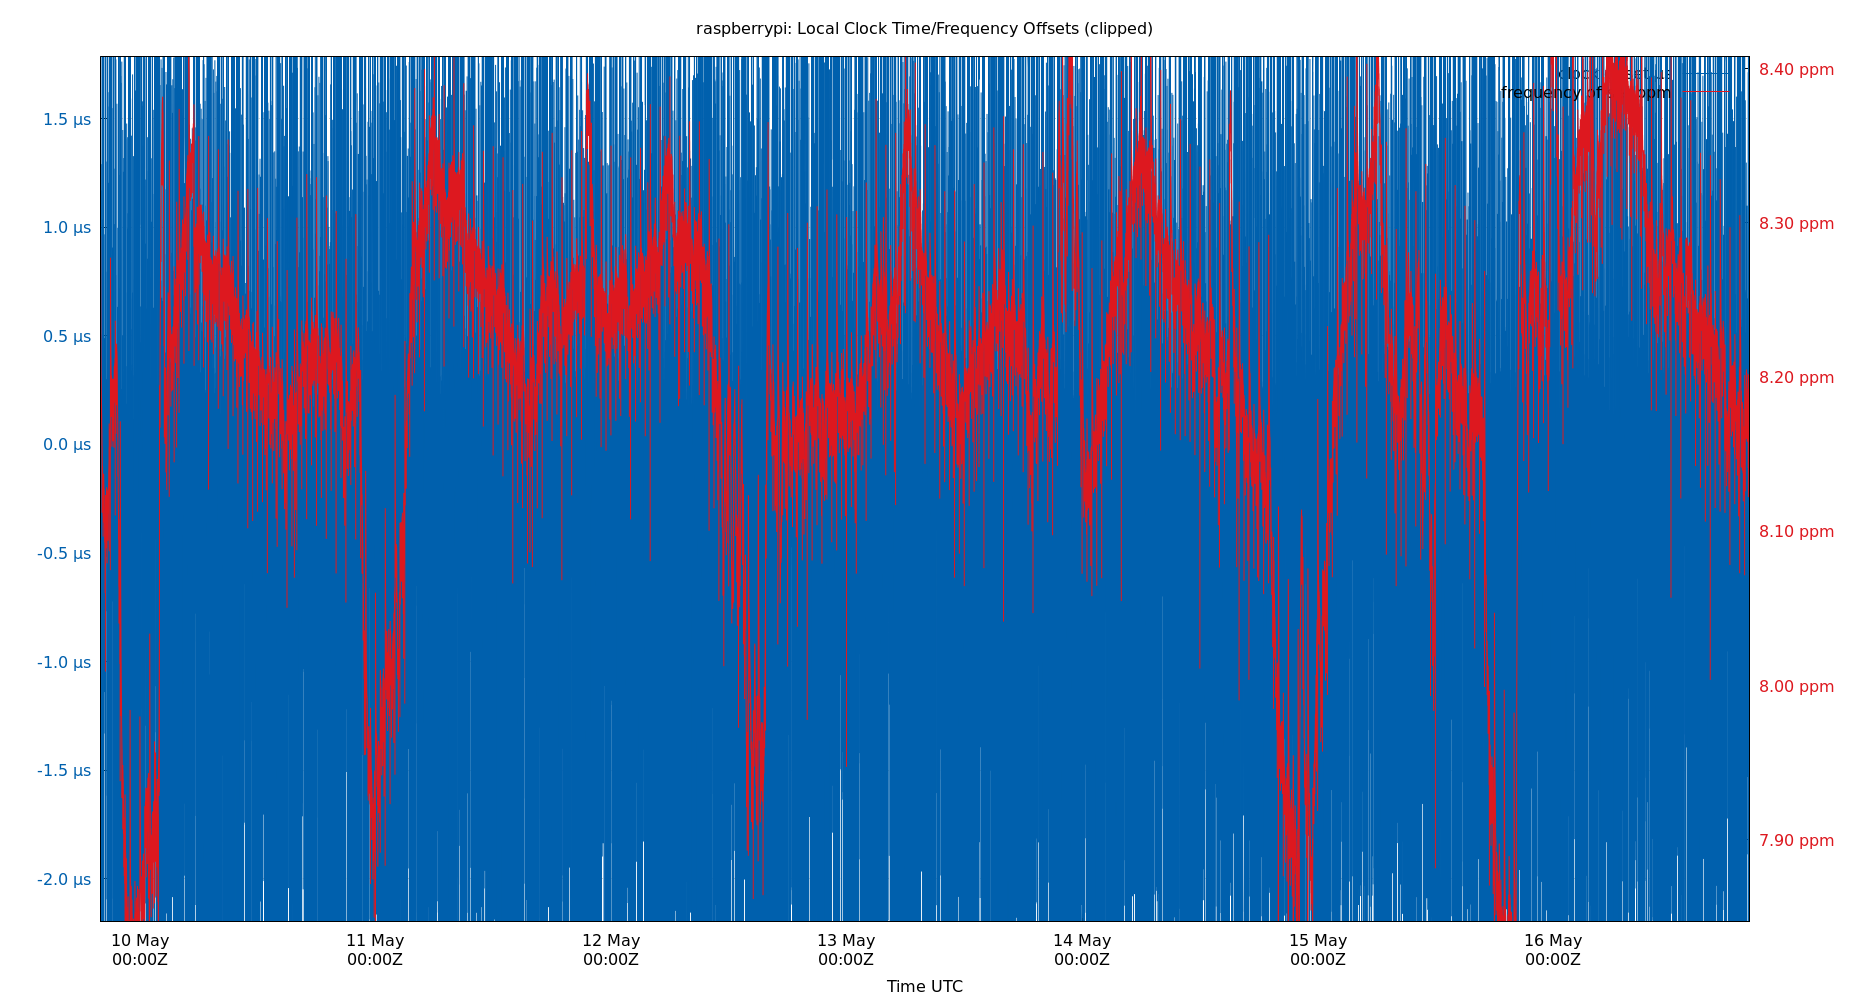 raspberrypi: Local Clock Time/Frequency Offsets (clipped)
clock
frequency ppm
1.5 µs
1.0 µs
0.5 µs
0.0 µs
-0.5 µs
-1.0 µs
-1.5 µs
-2.0 µs
8.40 ppm
8.30 ppm
8.20 ppm
8.10 ppm
8.00 ppm
7.90 ppm
10 May
00:00Z
11 May
00:00Z
12 May
00:00Z
13 May
00:00Z
14 May
00:00Z
15 May
00:00Z
16 May
00:00Z
Time UTC